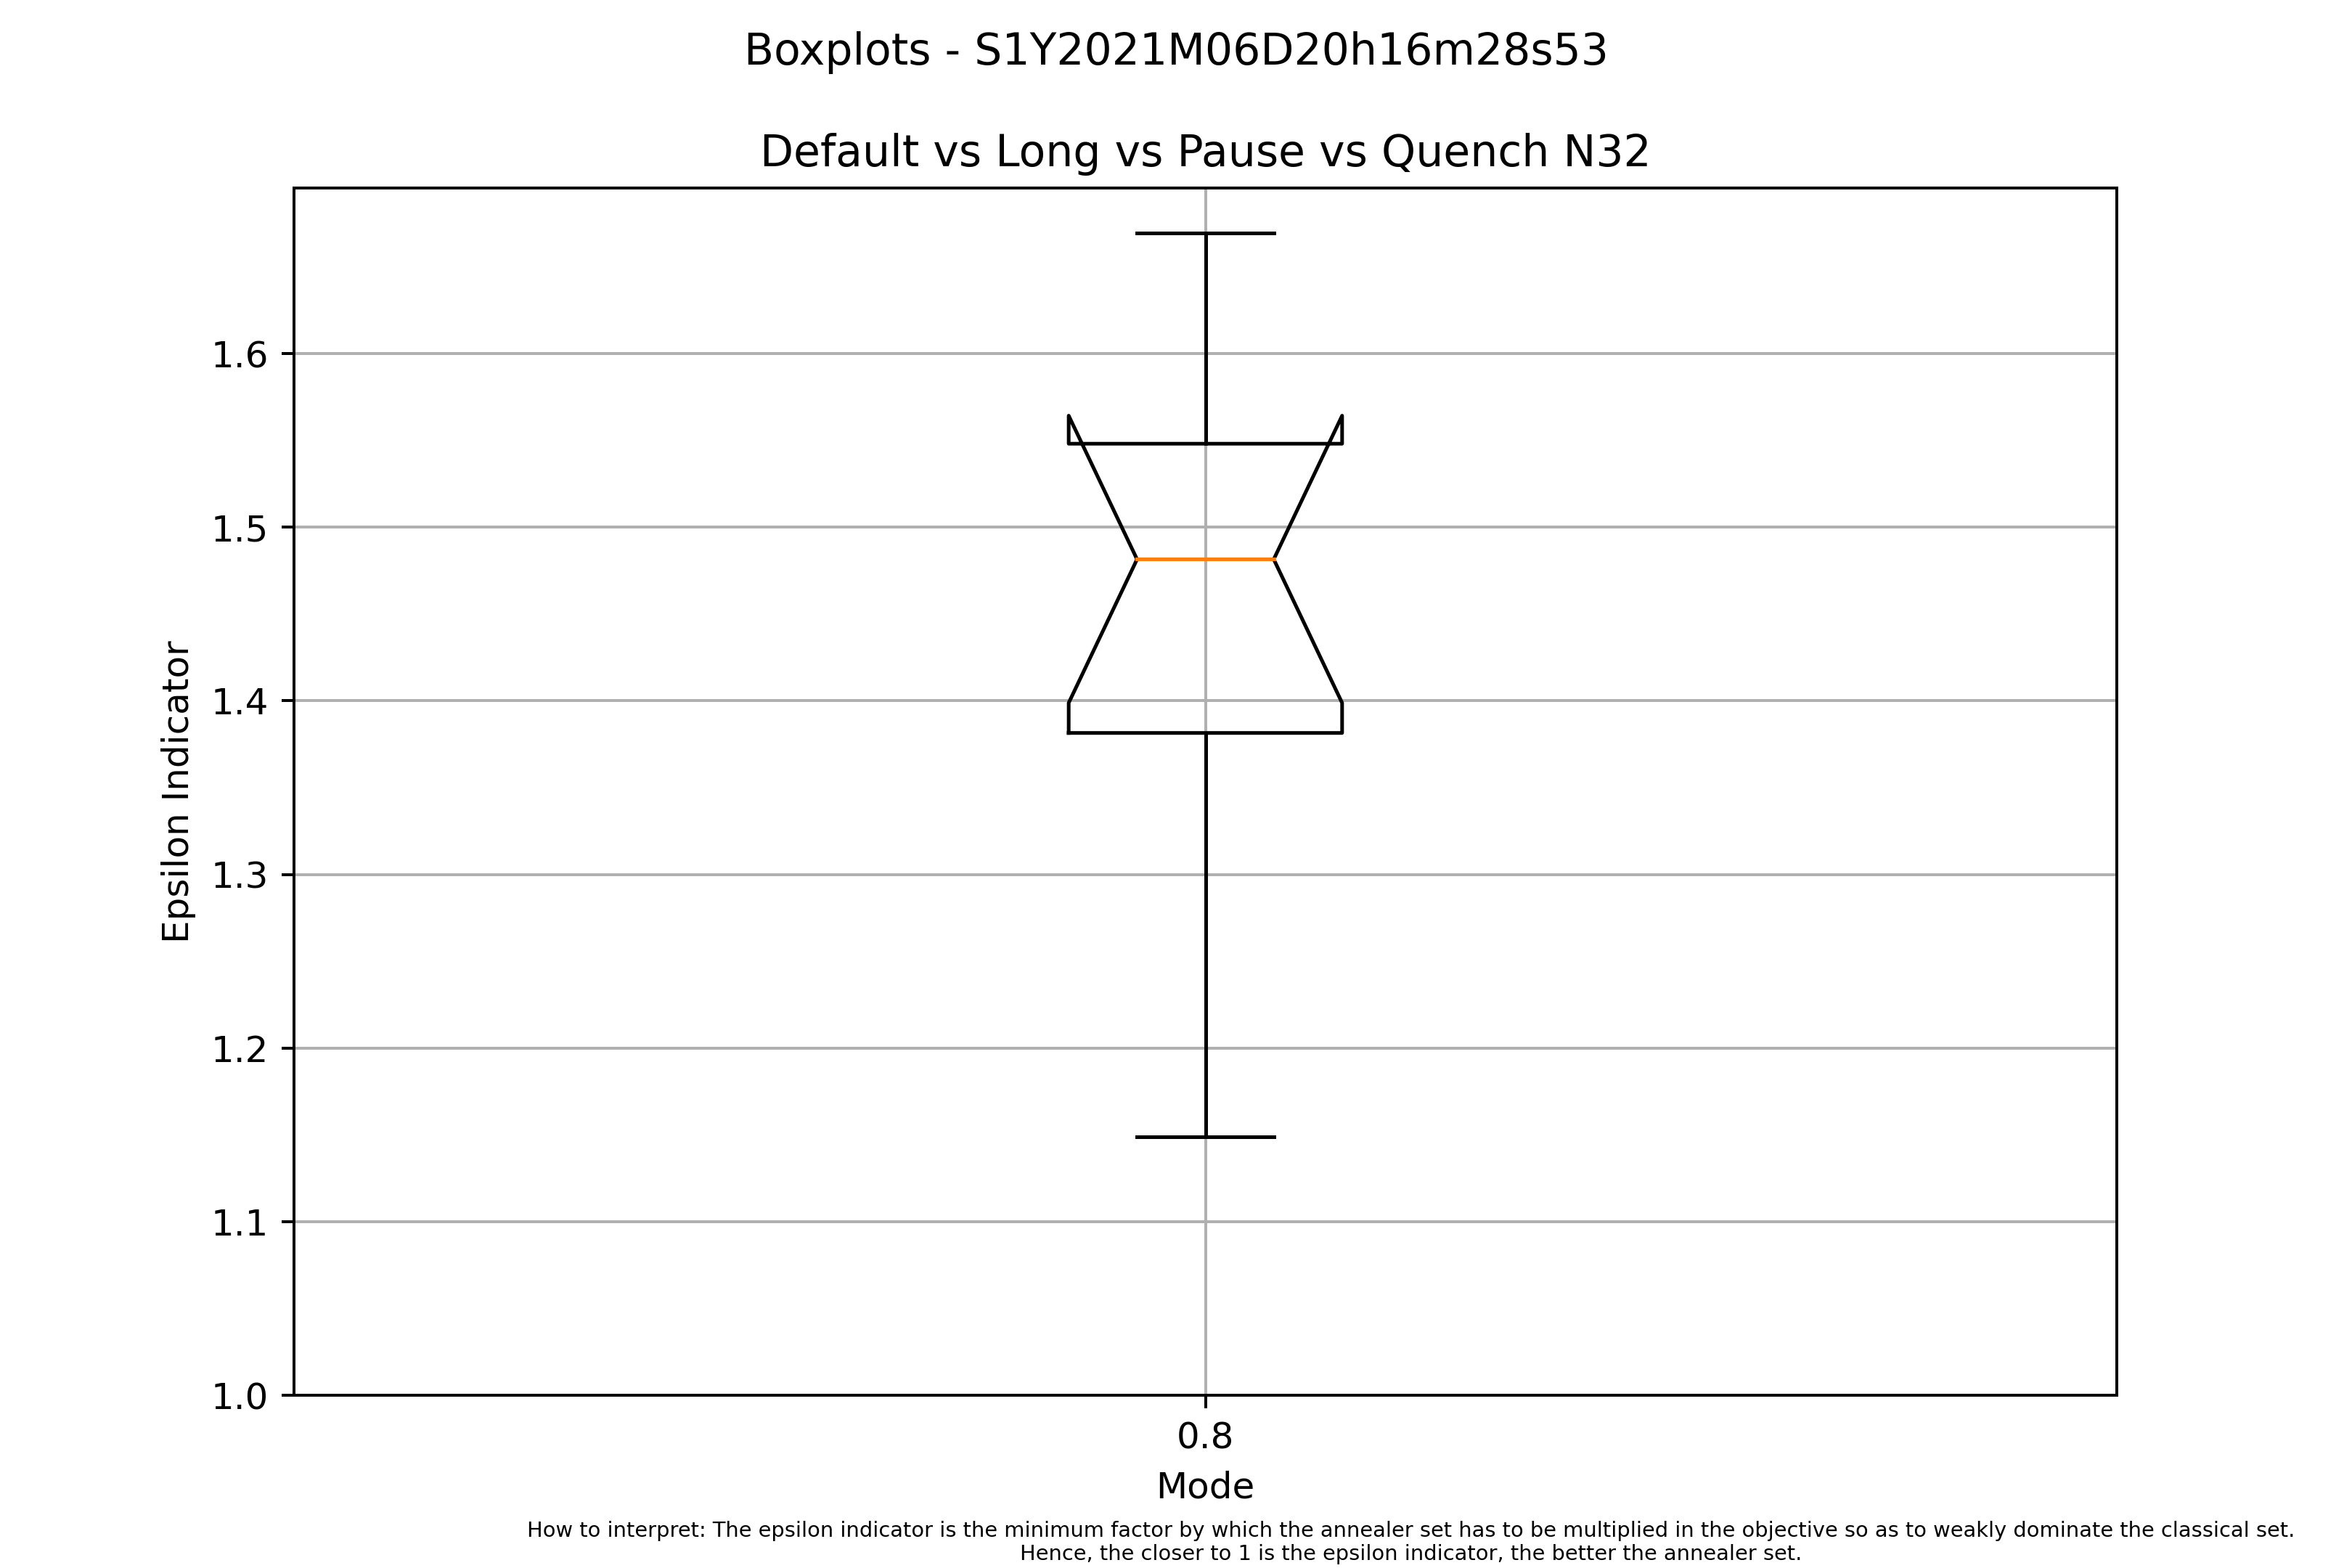 Boxplots - S1Y2021M06D20h16m28s53
Default vs Long vs Pause vs Quench N32
1.6
1.5
1.4
1.3
1.2
1.1
1.0
Epsilon Indicator
0.8
Mode
How to interpret: The epsilon indicator is the minimum factor by which the annealer set has to be multiplied in the objective so as to weakly dominate the classical set.
Hence, the closer to 1 is the epsilon indicator, the better the annealer set.